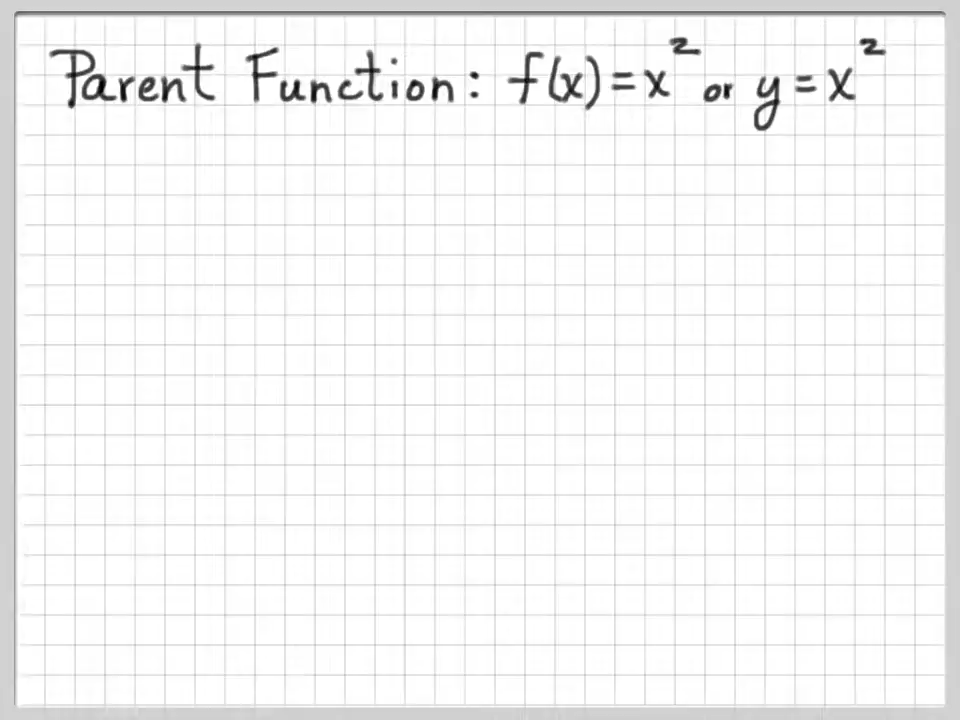 Parent Function: f(x) = x² or y = x²